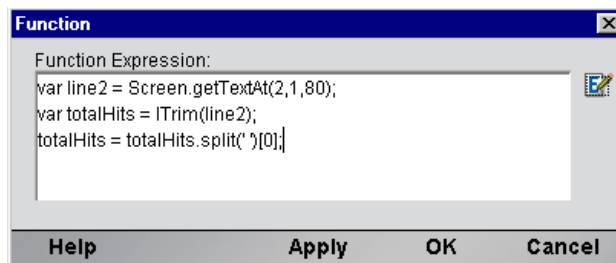 Function
Function Expression:
var line2 = Screen.getTextAt(2,1,80);
var totalHits = lTrim(line2);
totalHits = totalHits.split(' ')[0];
Help Apply OK Cancel